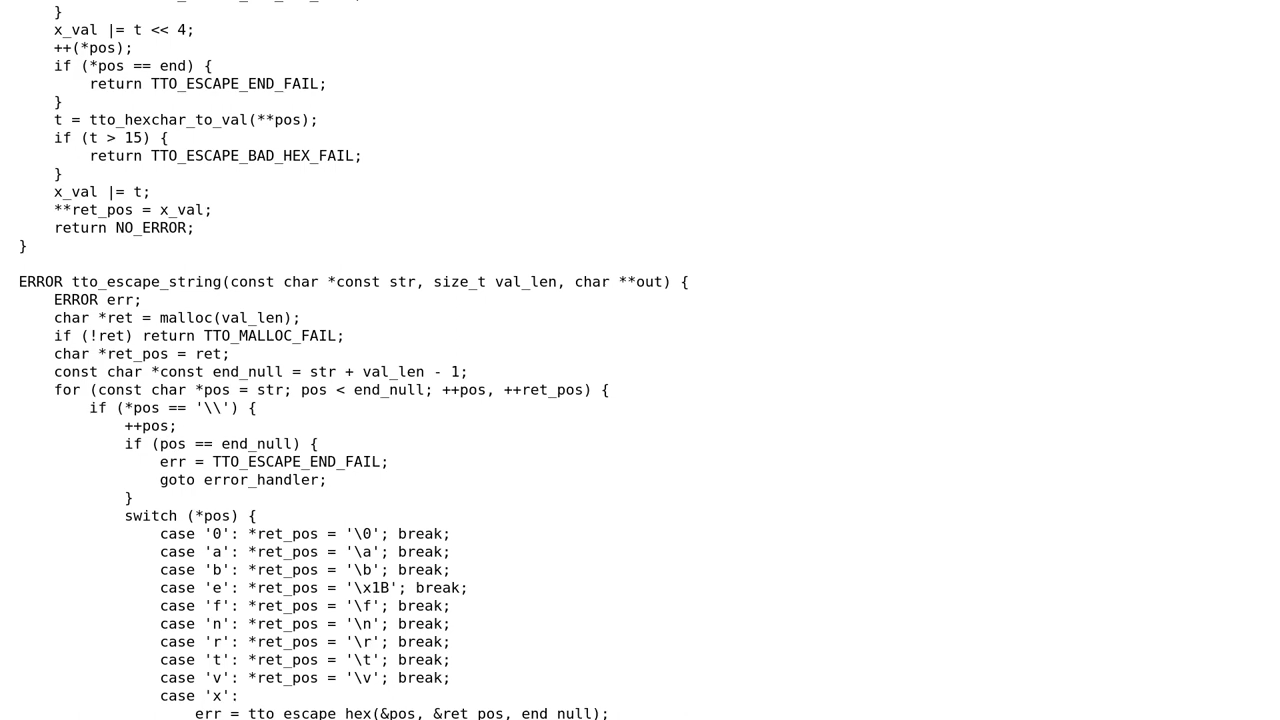 }
    x_val |= t << 4;
    ++(*pos);
    if (*pos == end) {
        return TTO_ESCAPE_END_FAIL;
    }
    t = tto_hexchar_to_val(**pos);
    if (t > 15) {
        return TTO_ESCAPE_BAD_HEX_FAIL;
    }
    x_val |= t;
    **ret_pos = x_val;
    return NO_ERROR;
}

ERROR tto_escape_string(const char *const str, size_t val_len, char **out) {
    ERROR err;
    char *ret = malloc(val_len);
    if (!ret) return TTO_MALLOC_FAIL;
    char *ret_pos = ret;
    const char *const end_null = str + val_len - 1;
    for (const char *pos = str; pos < end_null; ++pos, ++ret_pos) {
        if (*pos == '\\') {
            ++pos;
            if (pos == end_null) {
                err = TTO_ESCAPE_END_FAIL;
                goto error_handler;
            }
            switch (*pos) {
                case '0': *ret_pos = '\0'; break;
                case 'a': *ret_pos = '\a'; break;
                case 'b': *ret_pos = '\b'; break;
                case 'e': *ret_pos = '\x1B'; break;
                case 'f': *ret_pos = '\f'; break;
                case 'n': *ret_pos = '\n'; break;
                case 'r': *ret_pos = '\r'; break;
                case 't': *ret_pos = '\t'; break;
                case 'v': *ret_pos = '\v'; break;
                case 'x':
                    err = tto_escape_hex(&pos, &ret_pos, end_null);